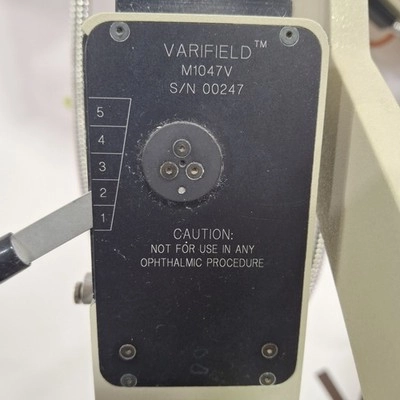 VARIFIELD™
M1047V
S/N 00247
5
4
3
2
1
CAUTION:
NOT FOR USE IN ANY
OPHTHALMIC PROCEDURE